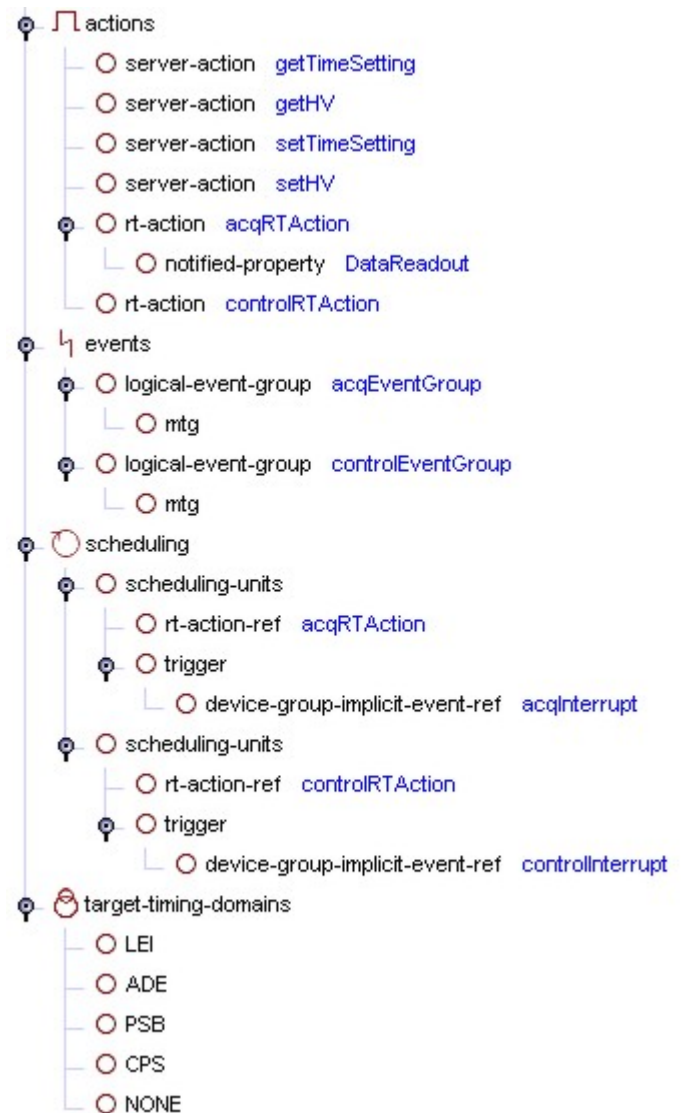 actions
server-action getTimeSetting
server-action getHV
server-action setTimeSetting
server-action setHV
rt-action acqRTAction
notified-property DataReadout
rt-action controlRTAction
events
logical-event-group acqEventGroup
mtg
logical-event-group controlEventGroup
mtg
scheduling
scheduling-units
rt-action-ref acqRTAction
trigger
device-group-implicit-event-ref acqInterrupt
scheduling-units
rt-action-ref controlRTAction
trigger
device-group-implicit-event-ref controlInterrupt
target-timing-domains
LEI
ADE
PSB
CPS
NONE